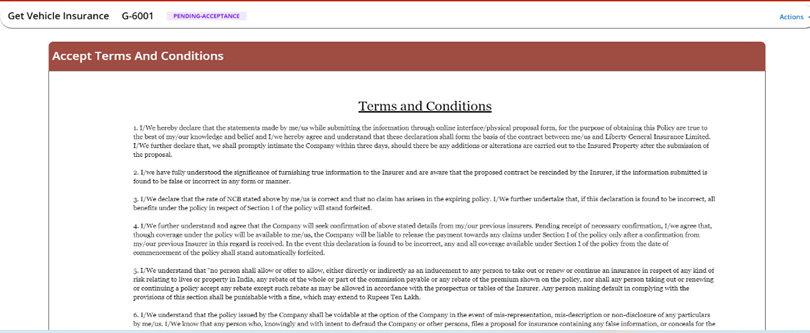 Get Vehicle Insurance G-6001 PENDING-ACCEPTANCE Actions
Accept Terms And Conditions
Terms and Conditions
1. I/We hereby declare that the statements made by me/us while submitting the information through online interface/physical proposal form, for the purpose of obtaining this Policy are true to
the best of my/our knowledge and belief and I/we hereby agree and understand that these declaration shall form the basis of the contract between me/us and Liberty General Insurance Limited.
I/We further declare that, we shall promptly intimate the Company within three days, should there be any additions or alterations are carried out to the Insured Property after the submission of
the proposal.
2. I/we have fully understood the significance of furnishing true information to the Insurer and are aware that the proposed contract can be rescinded by the Insurer, if the information submitted is
found to be false or incorrect in any form or manner.
3. I/We declare that the rate of NCB stated above by me/us is correct and that no claim has arisen in the expiring policy. I/We further undertake that, if this declaration is found to be incorrect, all
benefits under the policy in respect of Section I of the policy will stand forfeited.
4. I/We further understand and agree that the Company will seek confirmation of above stated details from my/our previous insurers. Pending receipt of necessary confirmation, I/we agree that,
though coverage under the policy will be available to me/us, the Company will be liable to release the payment towards any claims under Section I of the policy only after a confirmation from
my/our previous Insurer in this regard is received. In the event this declaration is found to be incorrect, any and all coverage available under Section I of the policy from the date of
commencement of the policy shall stand automatically forfeited.
5. I/We understand that "no person shall allow or offer to allow, either directly or indirectly as an inducement to any person to take out or renew or continue an insurance in respect of any kind of
risk relating to lives or property in India, any rebate of the whole or part of the commission payable or any rebate of the premium shown on the policy, nor shall any person taking out or renewing
or continuing a policy accept any rebate except such rebate as may be allowed in accordance with the prospectus or tables of the Insurer. Any person making default in complying with the
provisions of this section shall be punishable with a fine, which may extend to Rupees Ten Lakh.
6. I/We understand that the policy issued by the Company shall be voidable at the option of the Company in the event of mis-representation, mis-description or non-disclosure of any particulars
by me/us. I/We know that any person who, knowingly and with intent to defraud the Company or other persons, files a proposal for insurance containing any false information, or conceals for the